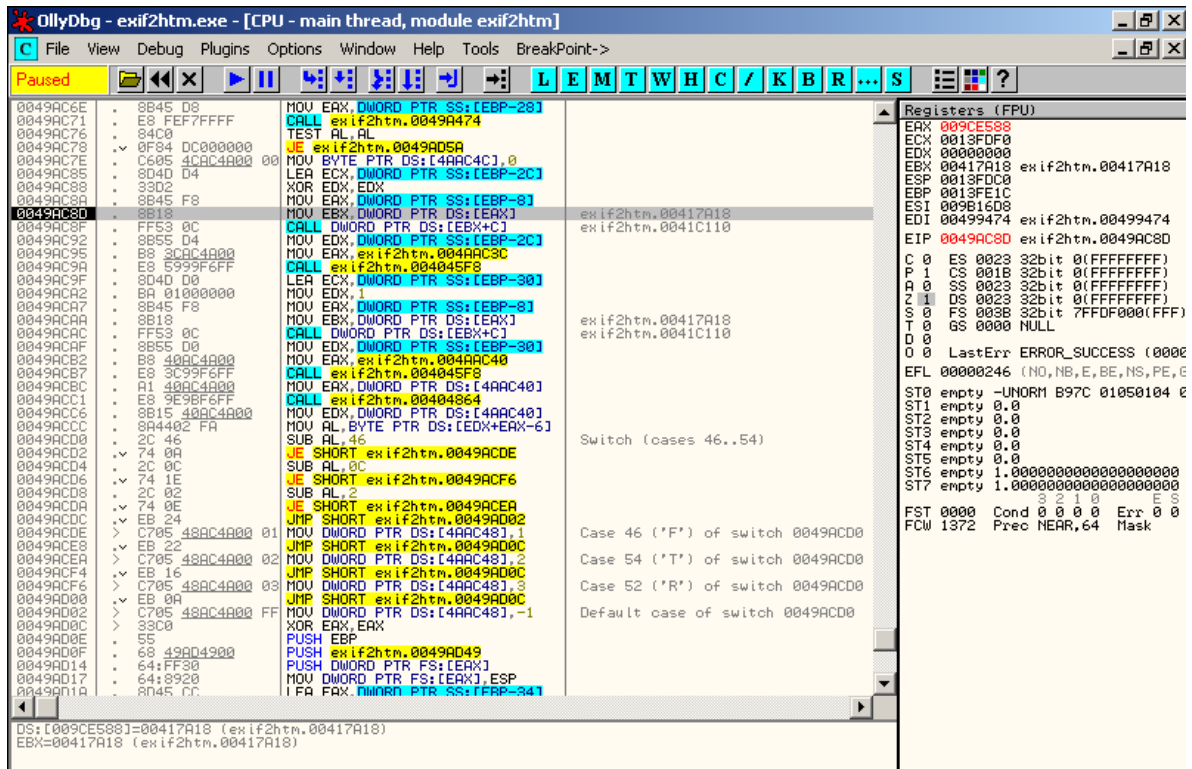 OllyDbg - exif2htm.exe - [CPU - main thread, module exif2htm]
C File View Debug Plugins Options Window Help Tools BreakPoint->
Paused L E M T W H C / K B R ... S ?
0049AC6E . 8B45 D8 MOV EAX,DWORD PTR SS:[EBP-28]
0049AC71 . E8 FEF7FFFF CALL exif2htm.0049A474
0049AC76 . 84C0 TEST AL,AL
0049AC78 .v 0F84 DC000000 JE exif2htm.0049AD5A
0049AC7E . C605 4CAC4A00 00 MOV BYTE PTR DS:[4AAC4C],0
0049AC85 . 8D4D D4 LEA ECX,DWORD PTR SS:[EBP-2C]
0049AC88 . 33D2 XOR EDX,EDX
0049AC8A . 8B45 F8 MOV EAX,DWORD PTR SS:[EBP-8]
0049AC8D . 8B18 MOV EBX,DWORD PTR DS:[EAX] exif2htm.00417A18
0049AC8F . FF53 0C CALL DWORD PTR DS:[EBX+C] exif2htm.0041C110
0049AC92 . 8B55 D4 MOV EDX,DWORD PTR SS:[EBP-2C]
0049AC95 . B8 3CAC4A00 MOV EAX,exif2htm.004AAC3C
0049AC9A . E8 5999F6FF CALL exif2htm.004045F8
0049AC9F . 8D4D D0 LEA ECX,DWORD PTR SS:[EBP-30]
0049ACA2 . BA 01000000 MOV EDX,1
0049ACA7 . 8B45 F8 MOV EAX,DWORD PTR SS:[EBP-8]
0049ACAA . 8B18 MOV EBX,DWORD PTR DS:[EAX] exif2htm.00417A18
0049ACAC . FF53 0C CALL DWORD PTR DS:[EBX+C] exif2htm.0041C110
0049ACAF . 8B55 D0 MOV EDX,DWORD PTR SS:[EBP-30]
0049ACB2 . B8 40AC4A00 MOV EAX,exif2htm.004AAC40
0049ACB7 . E8 3C99F6FF CALL exif2htm.004045F8
0049ACBC . A1 40AC4A00 MOV EAX,DWORD PTR DS:[4AAC40]
0049ACC1 . E8 9E9BF6FF CALL exif2htm.00404864
0049ACC6 . 8B15 40AC4A00 MOV EDX,DWORD PTR DS:[4AAC40]
0049ACCC . 8A4402 FA MOV AL,BYTE PTR DS:[EDX+EAX-6]
0049ACD0 . 2C 46 SUB AL,46 Switch (cases 46..54)
0049ACD2 .v 74 0A JE SHORT exif2htm.0049ACDE
0049ACD4 . 2C 0C SUB AL,0C
0049ACD6 .v 74 1E JE SHORT exif2htm.0049ACF6
0049ACD8 . 2C 02 SUB AL,2
0049ACDA .v 74 0E JE SHORT exif2htm.0049ACEA
0049ACDC .v EB 24 JMP SHORT exif2htm.0049AD02
0049ACDE > C705 48AC4A00 01 MOV DWORD PTR DS:[4AAC48],1 Case 46 ('F') of switch 0049ACD0
0049ACE8 .v EB 22 JMP SHORT exif2htm.0049AD0C
0049ACEA > C705 48AC4A00 02 MOV DWORD PTR DS:[4AAC48],2 Case 54 ('T') of switch 0049ACD0
0049ACF4 .v EB 16 JMP SHORT exif2htm.0049AD0C
0049ACF6 > C705 48AC4A00 03 MOV DWORD PTR DS:[4AAC48],3 Case 52 ('R') of switch 0049ACD0
0049AD00 .v EB 0A JMP SHORT exif2htm.0049AD0C
0049AD02 > C705 48AC4A00 FF MOV DWORD PTR DS:[4AAC48],-1 Default case of switch 0049ACD0
0049AD0C > 33C0 XOR EAX,EAX
0049AD0E . 55 PUSH EBP
0049AD0F . 68 49AD4900 PUSH exif2htm.0049AD49
0049AD14 . 64:FF30 PUSH DWORD PTR FS:[EAX]
0049AD17 . 64:8920 MOV DWORD PTR FS:[EAX],ESP
0049AD1A . 8D45 CC LEA EAX,DWORD PTR SS:[EBP-34]
DS:[009CE588]=00417A18 (exif2htm.00417A18)
EBX=00417A18 (exif2htm.00417A18)
Registers (FPU)
EAX 009CE588
ECX 0013FDF0
EDX 00000000
EBX 00417A18 exif2htm.00417A18
ESP 0013FDC0
EBP 0013FE1C
ESI 009B16D8
EDI 00499474 exif2htm.00499474
EIP 0049AC8D exif2htm.0049AC8D
C 0 ES 0023 32bit 0(FFFFFFFF)
P 1 CS 001B 32bit 0(FFFFFFFF)
A 0 SS 0023 32bit 0(FFFFFFFF)
Z 1 DS 0023 32bit 0(FFFFFFFF)
S 0 FS 003B 32bit 7FFDF000(FFF)
T 0 GS 0000 NULL
D 0
O 0 LastErr ERROR_SUCCESS (0000
EFL 00000246 (NO,NB,E,BE,NS,PE,G
ST0 empty -UNORM B97C 01050104 0
ST1 empty 0.0
ST2 empty 0.0
ST3 empty 0.0
ST4 empty 0.0
ST5 empty 0.0
ST6 empty 1.0000000000000000000
ST7 empty 1.0000000000000000000
3 2 1 0 E S
FST 0000 Cond 0 0 0 0 Err 0 0
FCW 1372 Prec NEAR,64 Mask